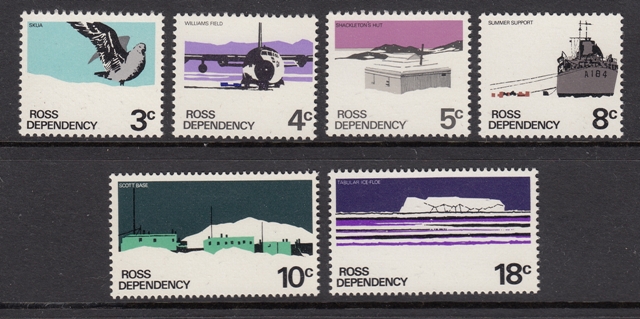 SKUA
ROSS
DEPENDENCY 3c
WILLIAMS FIELD
ROSS
DEPENDENCY 4c
SHACKLETON'S HUT
ROSS
DEPENDENCY 5c
SUMMER SUPPORT
A184
ROSS
DEPENDENCY 8c
SCOTT BASE
ROSS
DEPENDENCY 10c
TABULAR ICE FLOE
ROSS
DEPENDENCY 18c